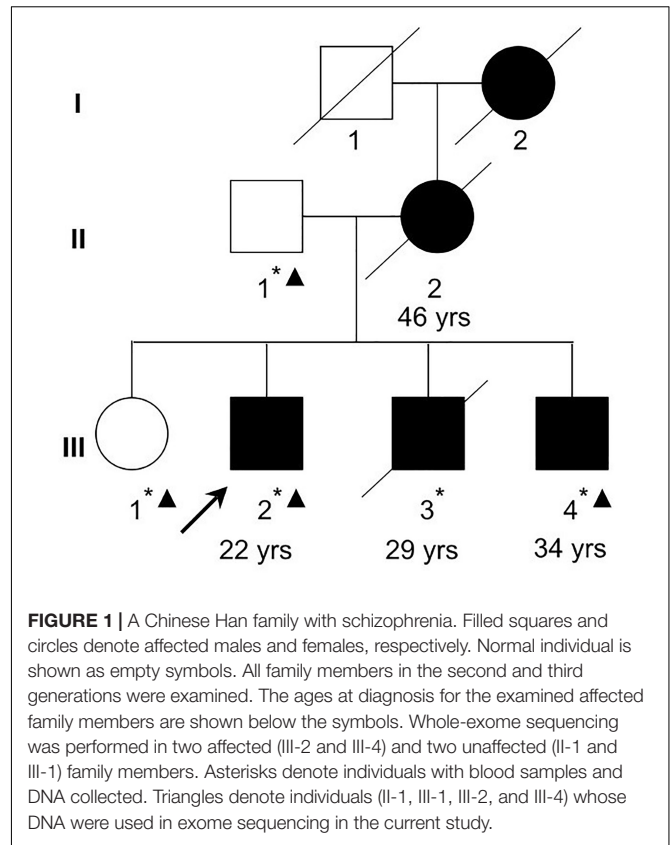 I
1
2
II
1*▲
2
46 yrs
III
1*▲
2*▲
3*
4*▲
22 yrs
29 yrs
34 yrs
FIGURE 1 | A Chinese Han family with schizophrenia. Filled squares and
circles denote affected males and females, respectively. Normal individual is
shown as empty symbols. All family members in the second and third
generations were examined. The ages at diagnosis for the examined affected
family members are shown below the symbols. Whole-exome sequencing
was performed in two affected (III-2 and III-4) and two unaffected (II-1 and
III-1) family members. Asterisks denote individuals with blood samples and
DNA collected. Triangles denote individuals (II-1, III-1, III-2, and III-4) whose
DNA were used in exome sequencing in the current study.